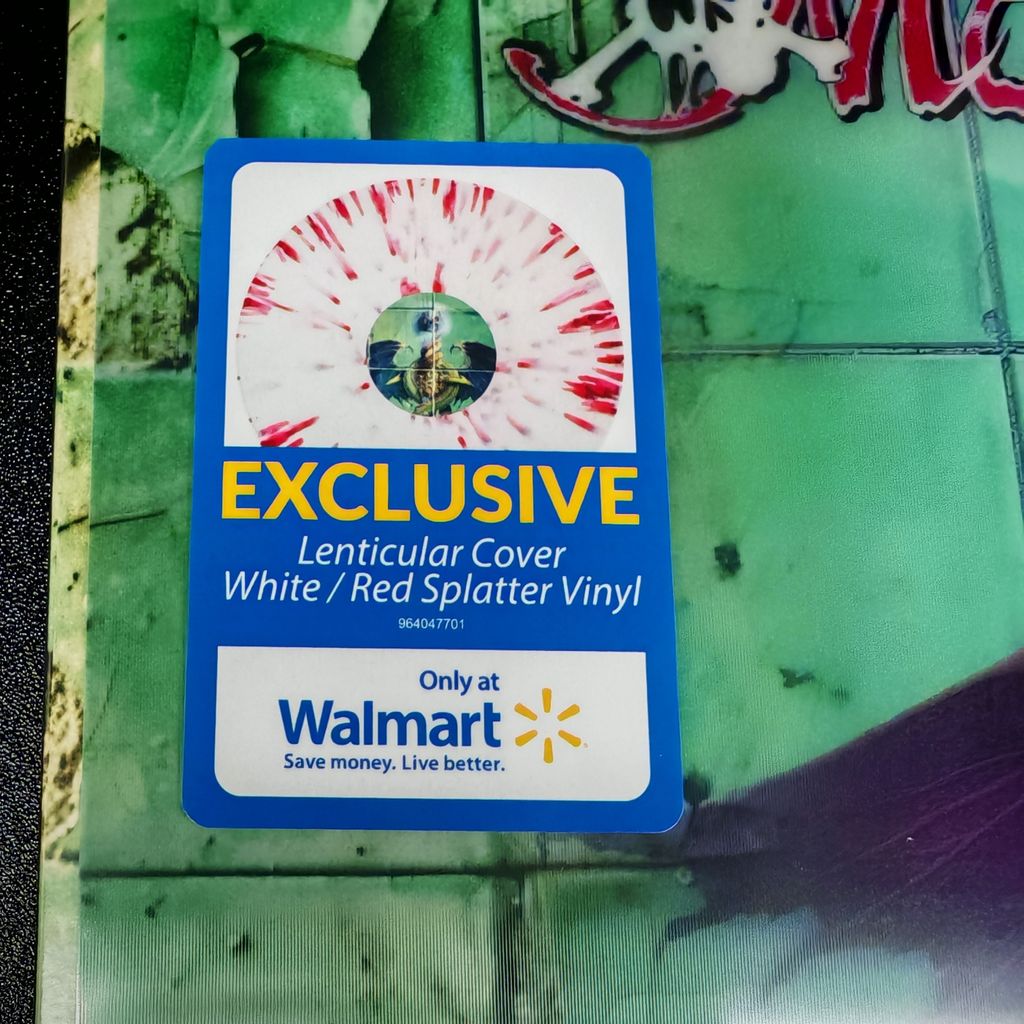 EXCLUSIVE
Lenticular Cover
White / Red Splatter Vinyl
964047701
Only at
Walmart
Save money. Live better.